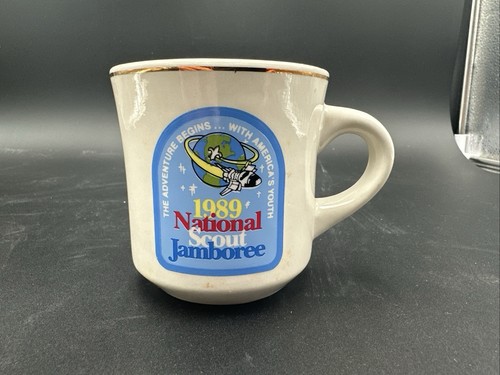 THE ADVENTURE BEGINS ... WITH AMERICA'S YOUTH
1989
National
Scout
Jamboree